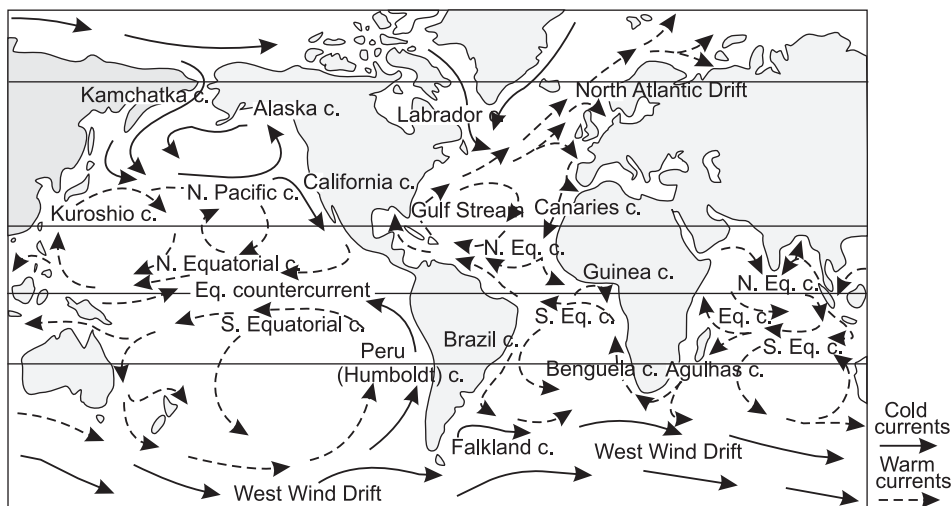 Kamchatka c.
Alaska c.
Labrador c.
North Atlantic Drift
Kuroshio c.
N. Pacific c.
California c.
Gulf Stream
Canaries c.
N. Equatorial c.
N. Eq. c.
Guinea c.
N. Eq. c.
Eq. countercurrent
S. Equatorial c.
S. Eq. c.
Eq. c.
S. Eq. c.
Brazil c.
Peru
(Humboldt) c.
Benguela c.
Agulhas c.
Falkland c.
West Wind Drift
West Wind Drift
Cold
currents
Warm
currents